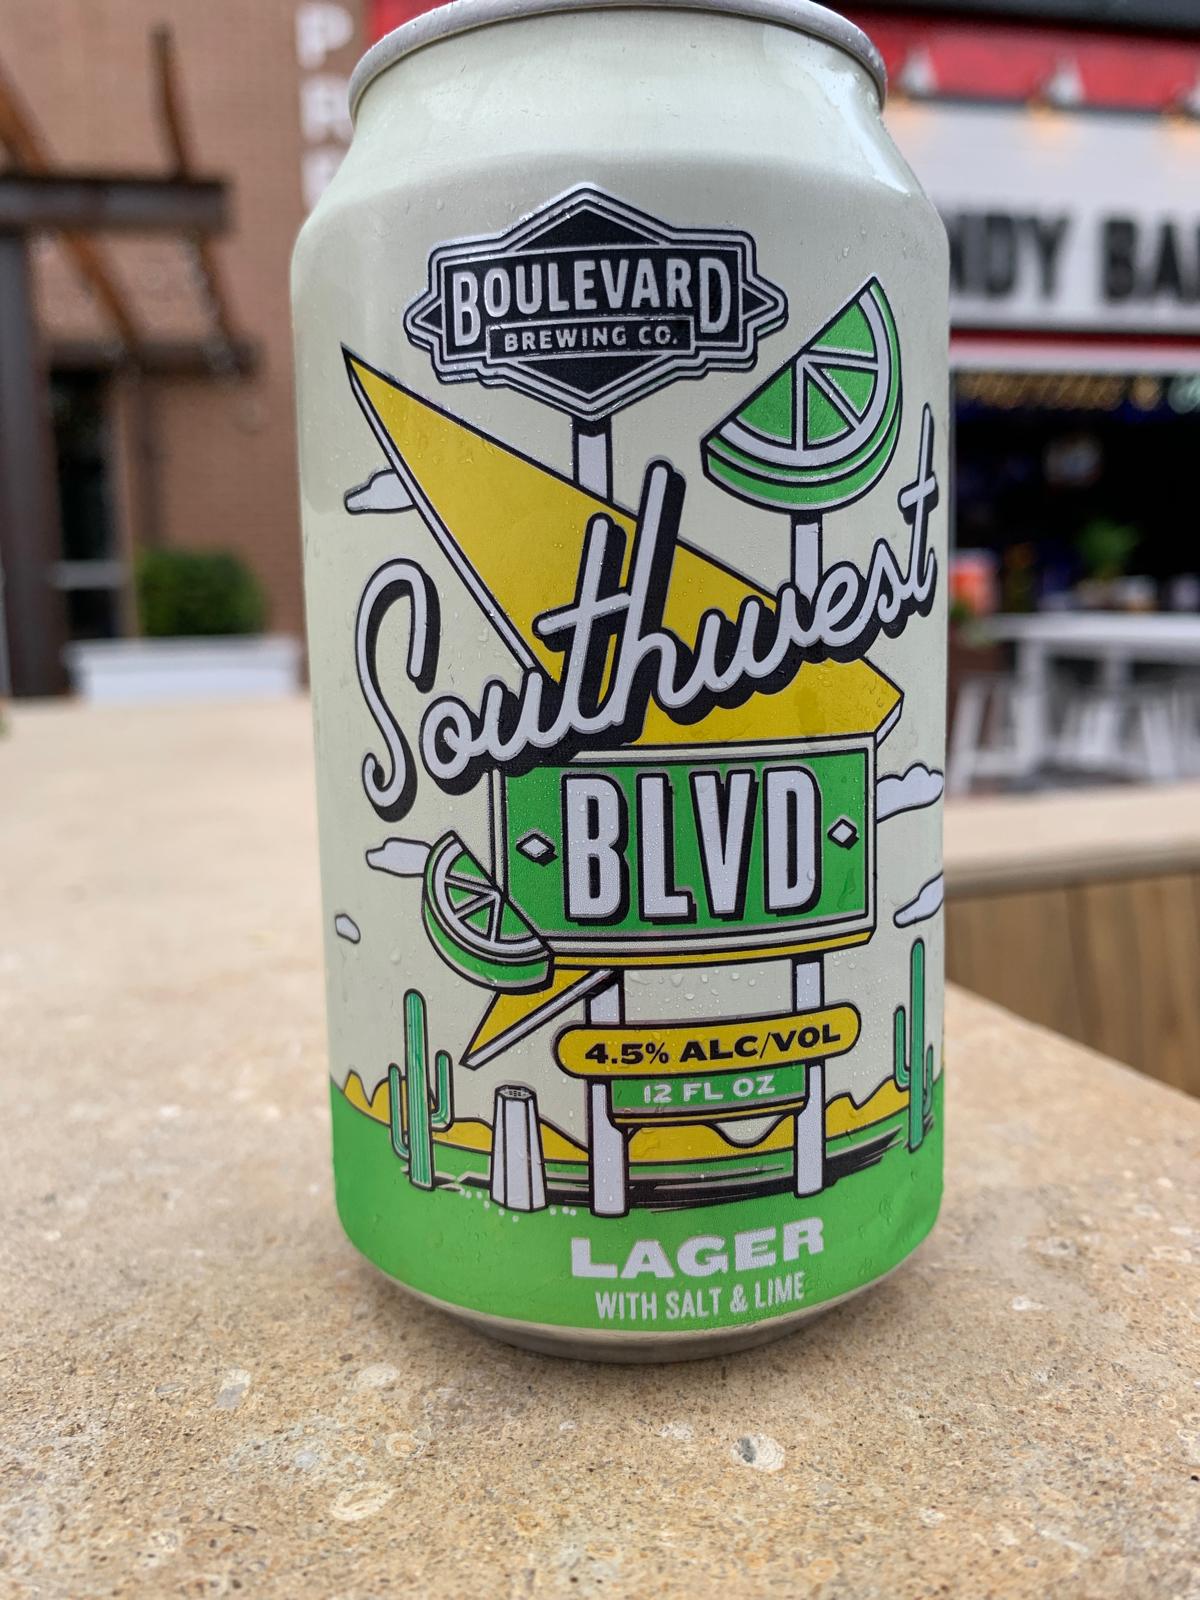 BOULEVARD
BREWING CO.
Southwest
BLVD
4.5% ALC/VOL
12 FL OZ
LAGER
WITH SALT & LIME